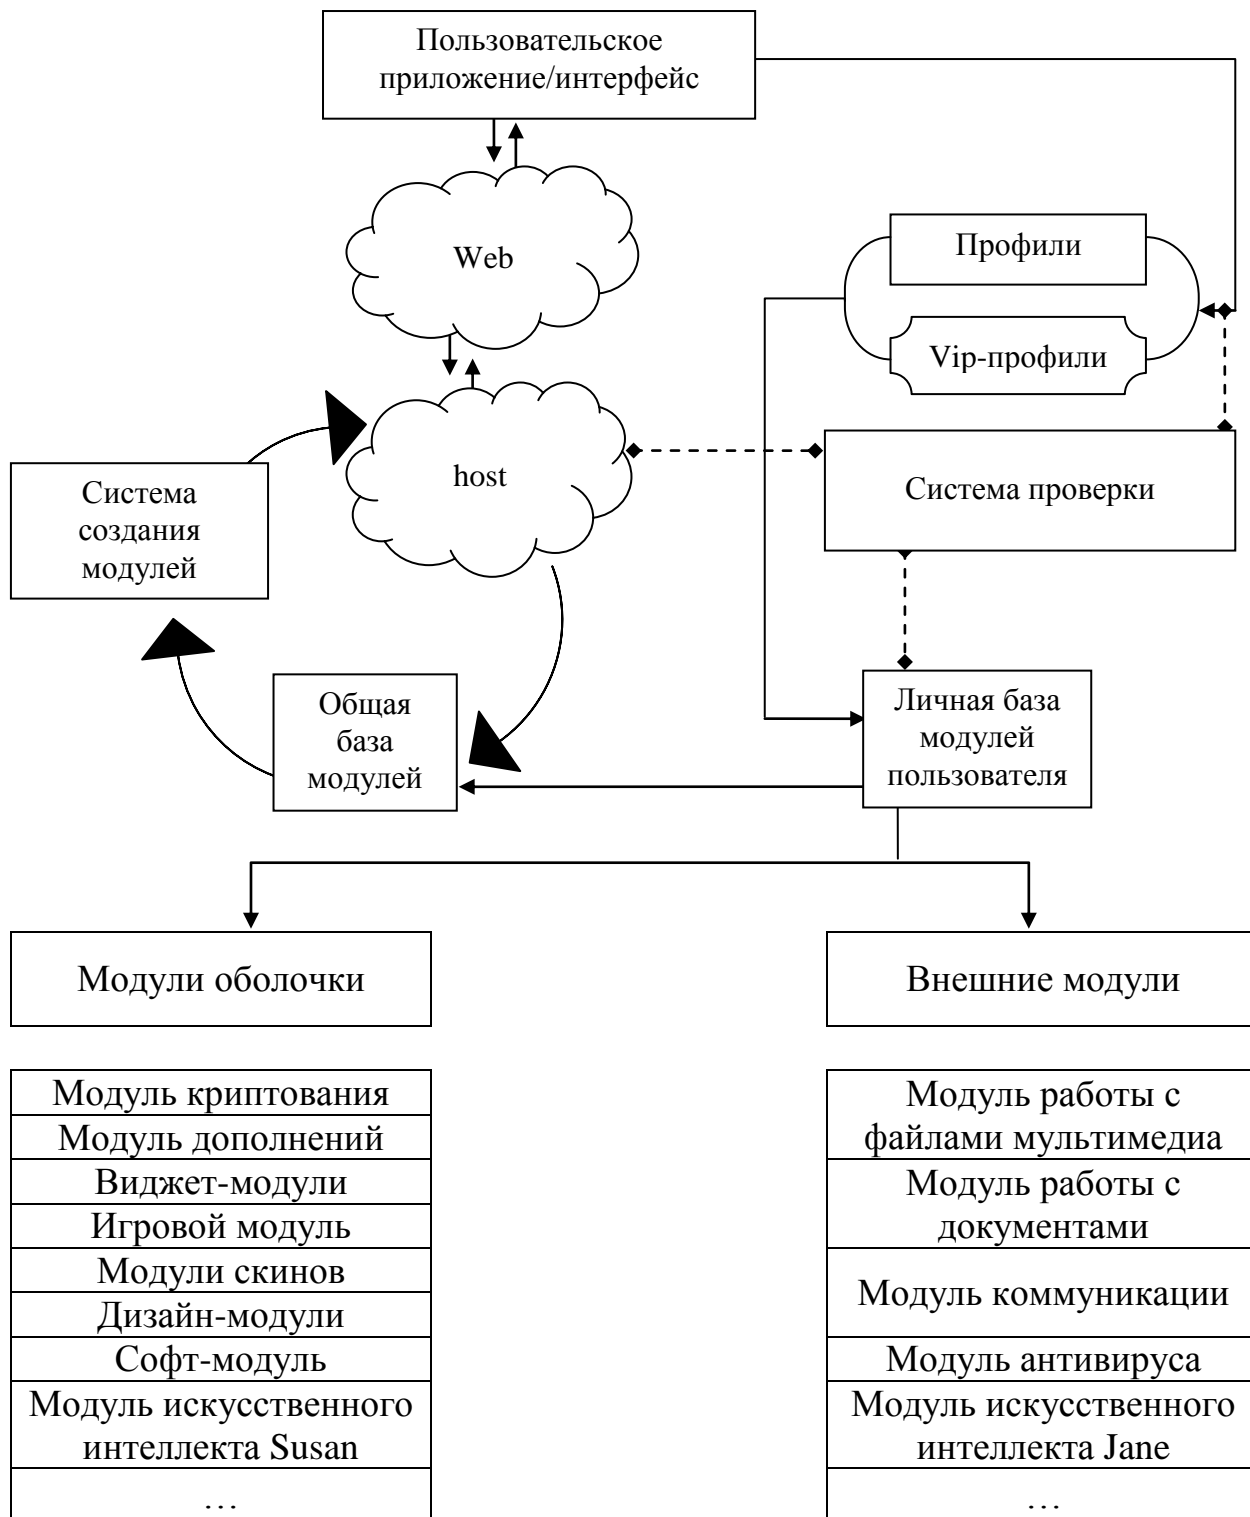 Пользовательское
приложение/интерфейс
Web
Профили
Vip-профили
host
Система проверки
Система
создания
модулей
Общая
база
модулей
Личная база
модулей
пользователя
Модули оболочки
Внешние модули
Модуль криптования
Модуль дополнений
Виджет-модули
Игровой модуль
Модули скинов
Дизайн-модули
Софт-модуль
Модуль искусственного
интеллекта Susan
…
Модуль работы с
файлами мультимедиа
Модуль работы с
документами
Модуль коммуникации
Модуль антивируса
Модуль искусственного
интеллекта Jane
…